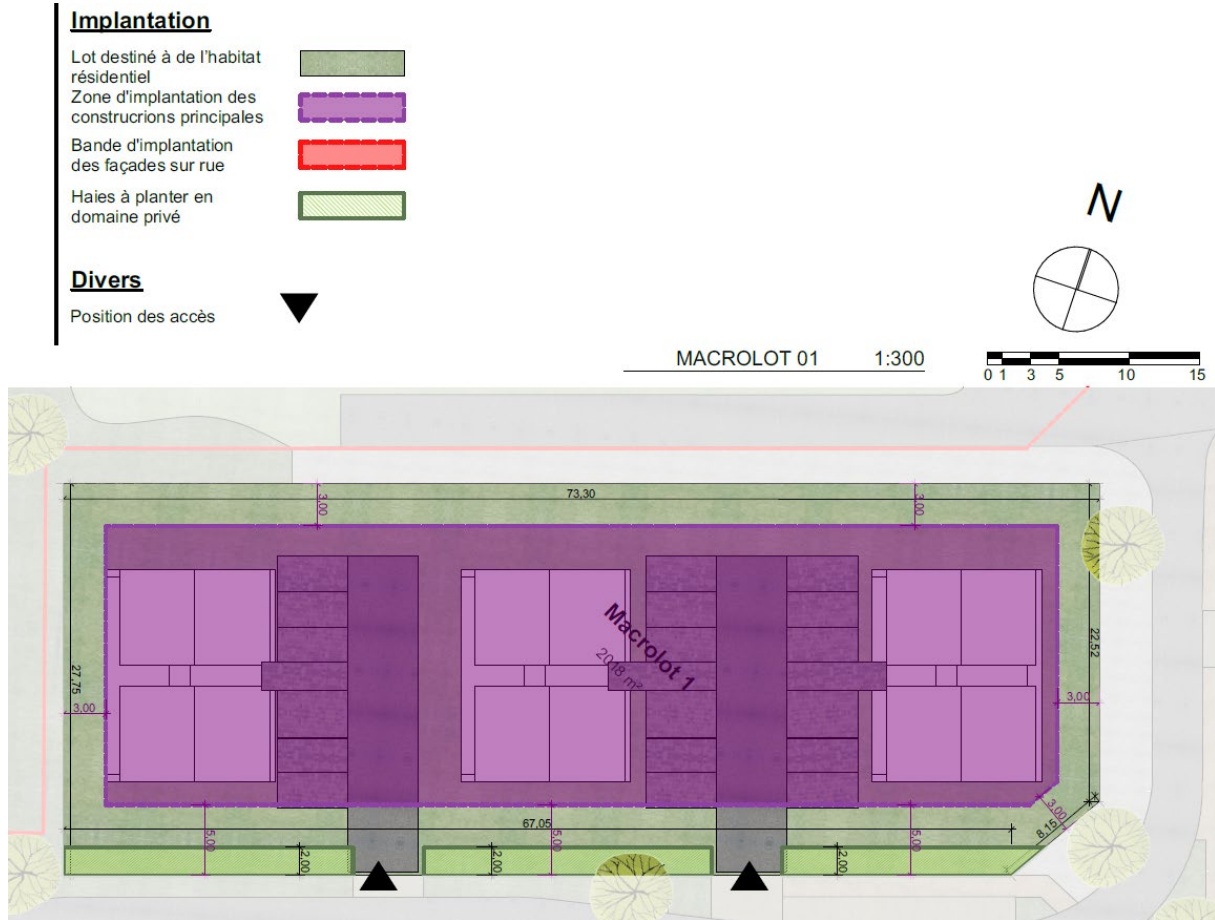 Implantation
Lot destiné à de l'habitat
résidentiel
Zone d'implantation des
construcrions principales
Bande d'implantation
des façades sur rue
Haies à planter en
domaine privé
Divers
Position des accès
N
MACROLOT 01 1:300
0 1 3 5 10 15
73,30
3,00
3,00
Macrolot 1
2018 m²
22,52
27,75
3,00
3,00
3,00
67,05
8,15
5,00
5,00
5,00
2,00
2,00
2,00